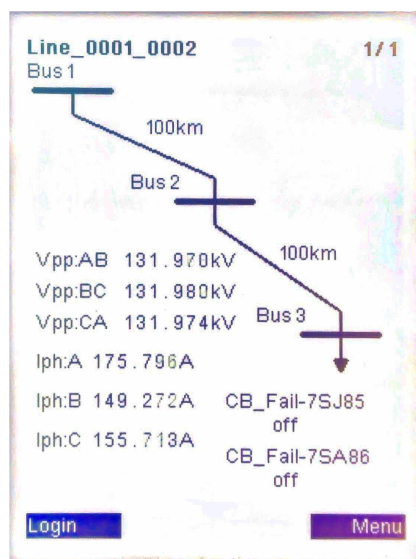 Line_0001_0002 1/1
Bus 1
100km
Bus 2
100km
Vpp:AB 131.970kV
Vpp:BC 131.980kV
Vpp:CA 131.974kV
Bus 3
Iph:A 175.796A
Iph:B 149.272A
Iph:C 155.713A
CB_Fail-7SJ85
off
CB_Fail-7SA86
off
Login Menu